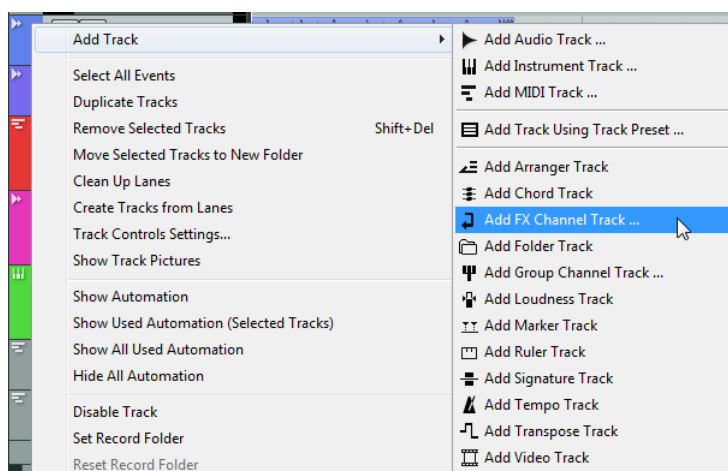 Add Track
Select All Events
Duplicate Tracks
Remove Selected Tracks Shift+Del
Move Selected Tracks to New Folder
Clean Up Lanes
Create Tracks from Lanes
Track Controls Settings...
Show Track Pictures
Show Automation
Show Used Automation (Selected Tracks)
Show All Used Automation
Hide All Automation
Disable Track
Set Record Folder
Reset Record Folder
Add Audio Track ...
Add Instrument Track ...
Add MIDI Track ...
Add Track Using Track Preset ...
Add Arranger Track
Add Chord Track
Add FX Channel Track ...
Add Folder Track
Add Group Channel Track ...
Add Loudness Track
Add Marker Track
Add Ruler Track
Add Signature Track
Add Tempo Track
Add Transpose Track
Add Video Track